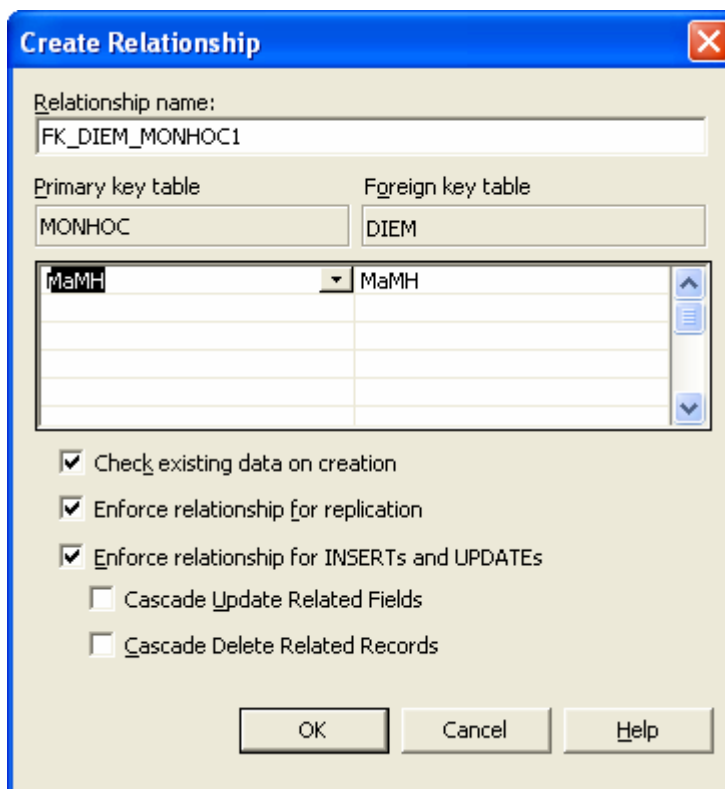 Create Relationship
Relationship name:
FK_DIEM_MONHOC1
Primary key table Foreign key table
MONHOC DIEM
MaMH MaMH
Check existing data on creation
Enforce relationship for replication
Enforce relationship for INSERTs and UPDATEs
Cascade Update Related Fields
Cascade Delete Related Records
OK Cancel Help